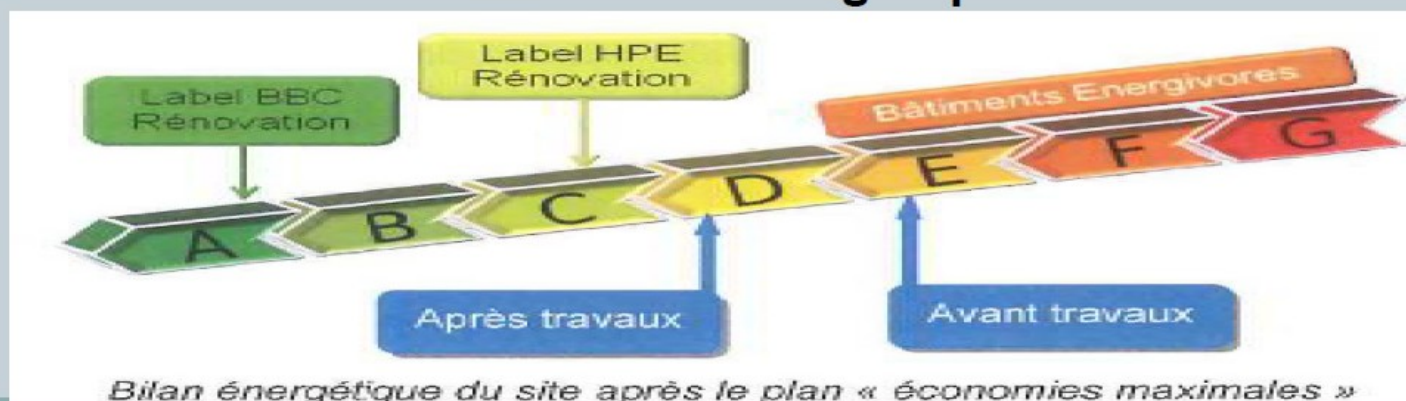 Label HPE
Rénovation
Label BBC
Rénovation
Bâtiments Energivores
A B C D E F G
Après travaux
Avant travaux
Bilan énergétique du site après le plan « économies maximales »